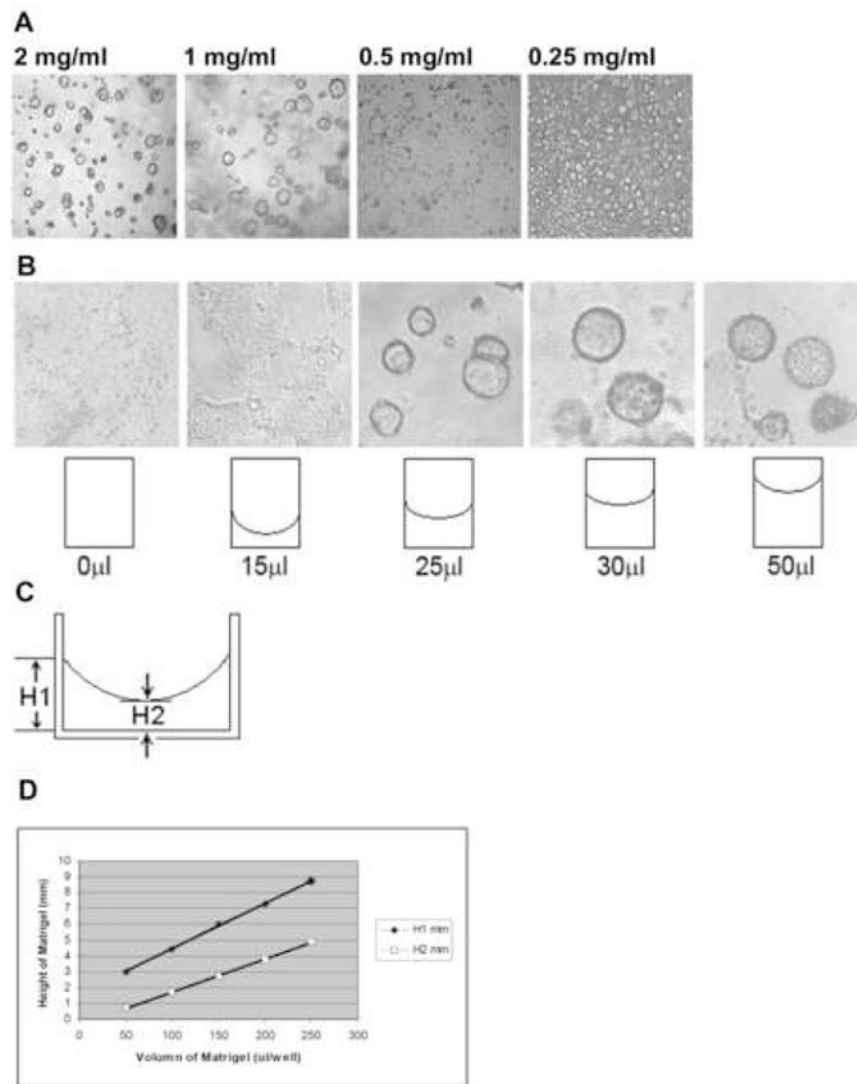 A
2 mg/ml 1 mg/ml 0.5 mg/ml 0.25 mg/ml
B
0µl 15µl 25µl 30µl 50µl
C
H1
H2
D
10
9
8
7
6
5
4
3
2
1
0
Height of Matrigel (mm)
0 50 100 150 200 250 300
Volumn of Matrigel (ul/well)
H1 mm
H2 mm